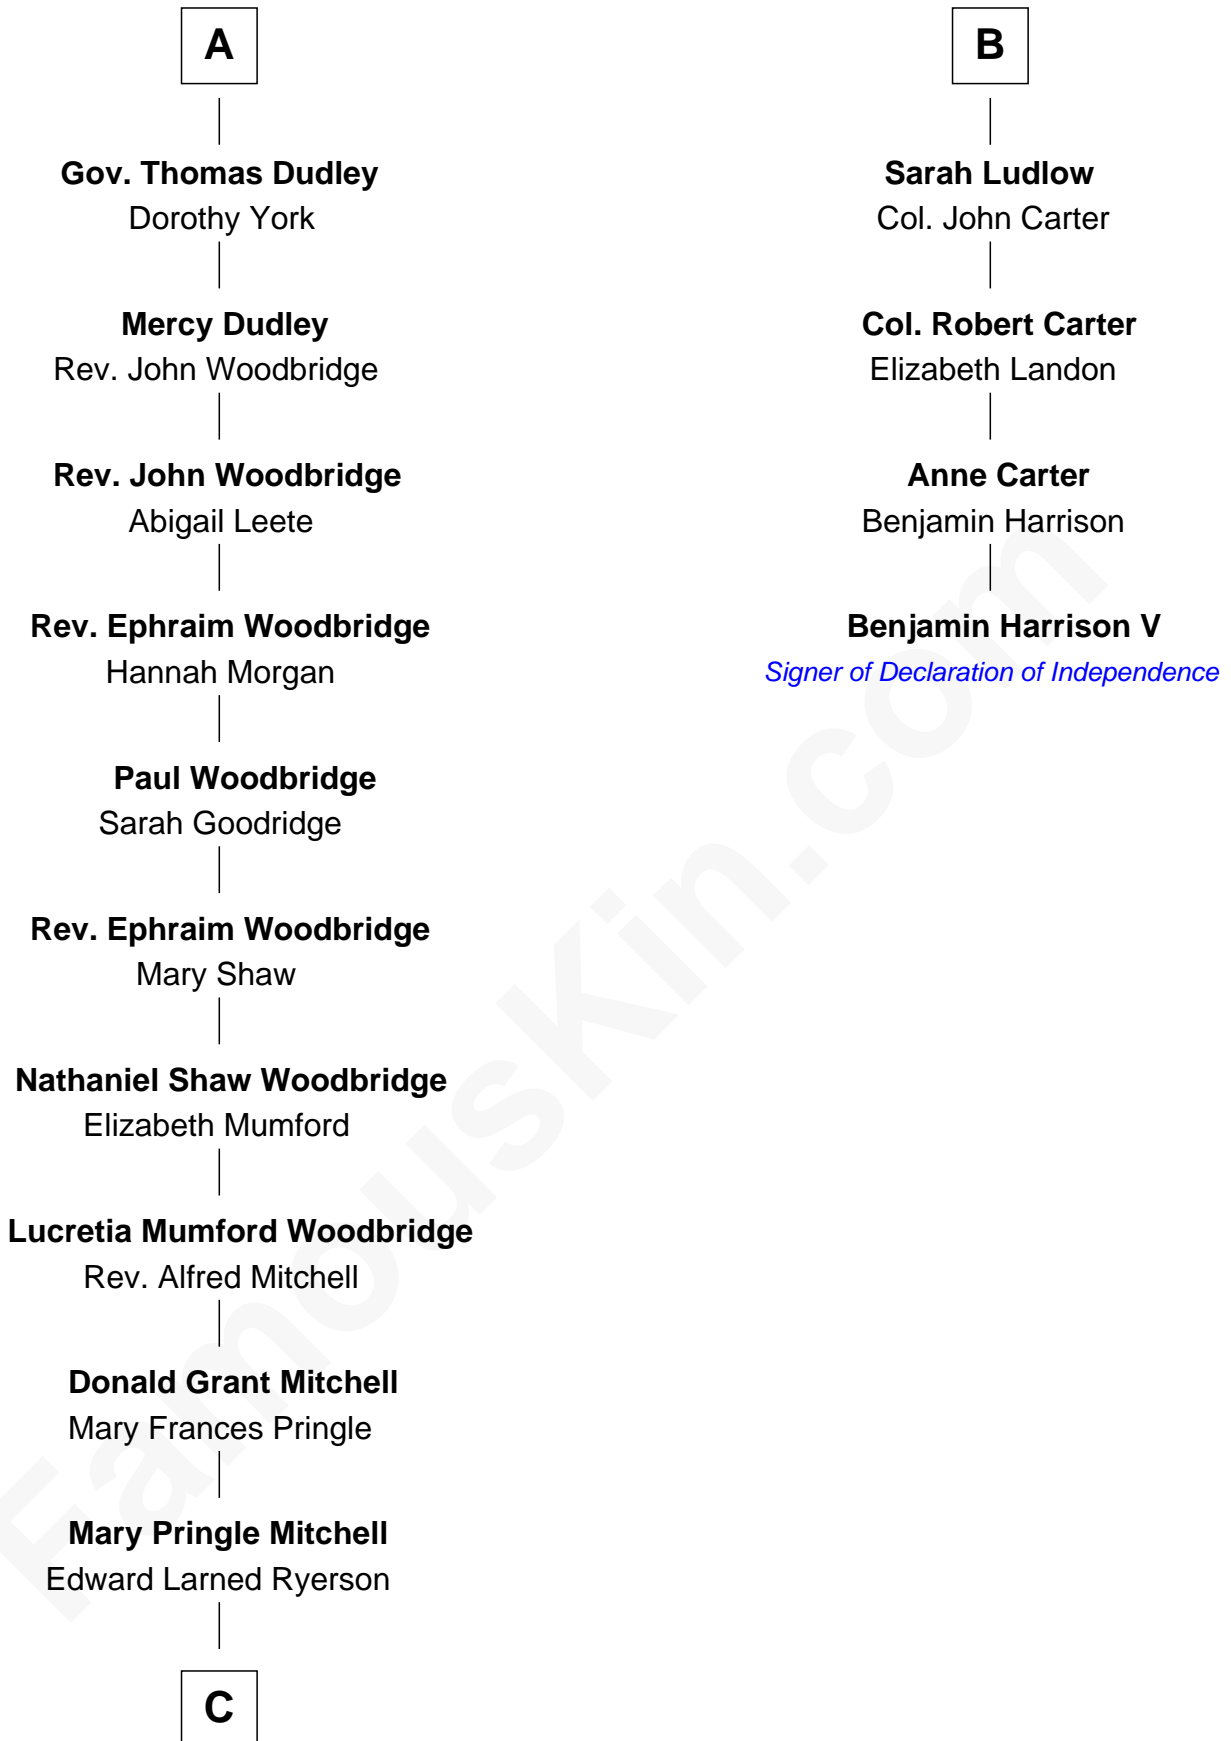 A
Gov. Thomas Dudley
Dorothy York
Mercy Dudley
Rev. John Woodbridge
Rev. John Woodbridge
Abigail Leete
Rev. Ephraim Woodbridge
Hannah Morgan
Paul Woodbridge
Sarah Goodridge
Rev. Ephraim Woodbridge
Mary Shaw
Nathaniel Shaw Woodbridge
Elizabeth Mumford
Lucretia Mumford Woodbridge
Rev. Alfred Mitchell
Donald Grant Mitchell
Mary Frances Pringle
Mary Pringle Mitchell
Edward Larned Ryerson
C
B
Sarah Ludlow
Col. John Carter
Col. Robert Carter
Elizabeth Landon
Anne Carter
Benjamin Harrison
Benjamin Harrison V
Signer of Declaration of Independence
FamousKin.com